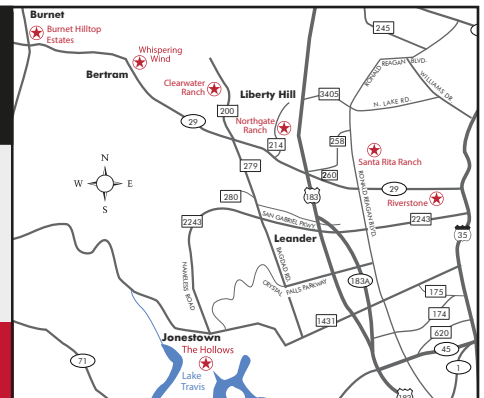 Burnet
Burnet Hilltop
Estates
245
Whispering
Wind
RONALD REAGAN BLVD.
WILLIAMS DR.
Bertram
Clearwater
Ranch
Liberty Hill
3405
N. LAKE RD.
200
29
Northgate
Ranch
214
258
Santa Rita Ranch
279
260
N
W
E
S
280
183
RONALD REAGAN BLVD.
29
Riverstone
2243
SAN GABRIEL PKWY.
2243
35
Leander
NAMELESS ROAD
BAGDAD RD.
CRYSTAL FALLS PARKWAY
183A
175
174
1431
620
Jonestown
The Hollows
45
71
Lake
Travis
1
183